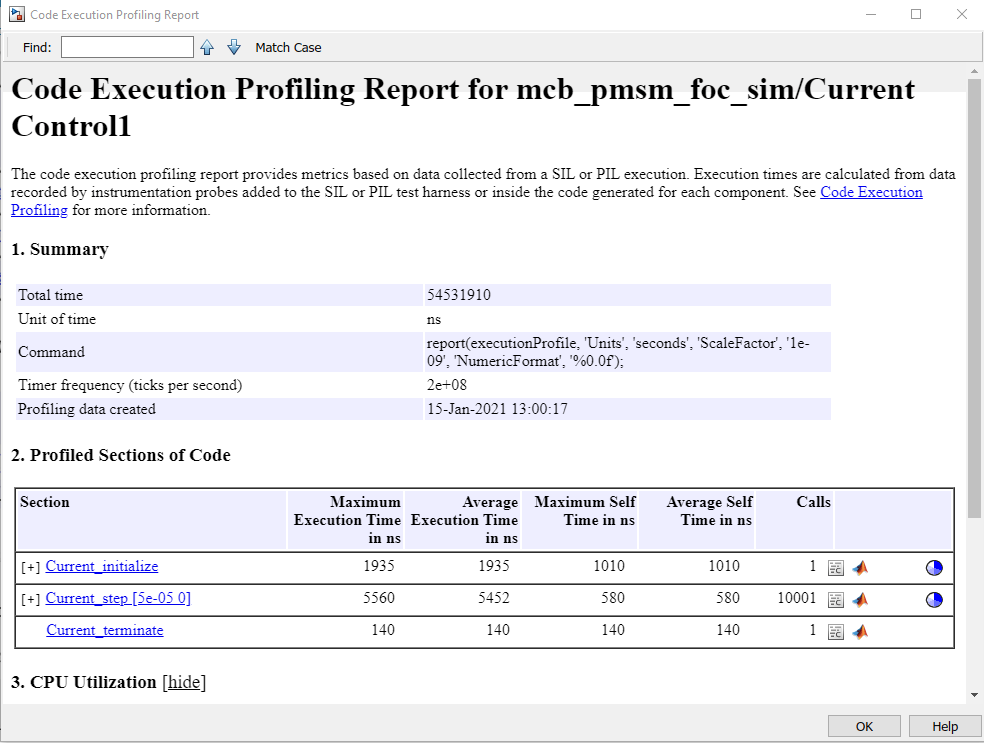 Code Execution Profiling Report
Find:
Match Case
Code Execution Profiling Report for mcb_pmsm_foc_sim/Current
Control1
The code execution profiling report provides metrics based on data collected from a SIL or PIL execution. Execution times are calculated from data
recorded by instrumentation probes added to the SIL or PIL test harness or inside the code generated for each component. See Code Execution
Profiling for more information.
1. Summary
Total time 54531910
Unit of time ns
Command report(executionProfile, 'Units', 'seconds', 'ScaleFactor', '1e-
09', 'NumericFormat', '%0.0f');
Timer frequency (ticks per second) 2e+08
Profiling data created 15-Jan-2021 13:00:17
2. Profiled Sections of Code
Section Maximum Average Maximum Self Average Self Calls
Execution Time Execution Time Time in ns Time in ns
in ns in ns
[+] Current_initialize 1935 1935 1010 1010 1
[+] Current_step [5e-05 0] 5560 5452 580 580 10001
Current_terminate 140 140 140 140 1
3. CPU Utilization [hide]
OK Help